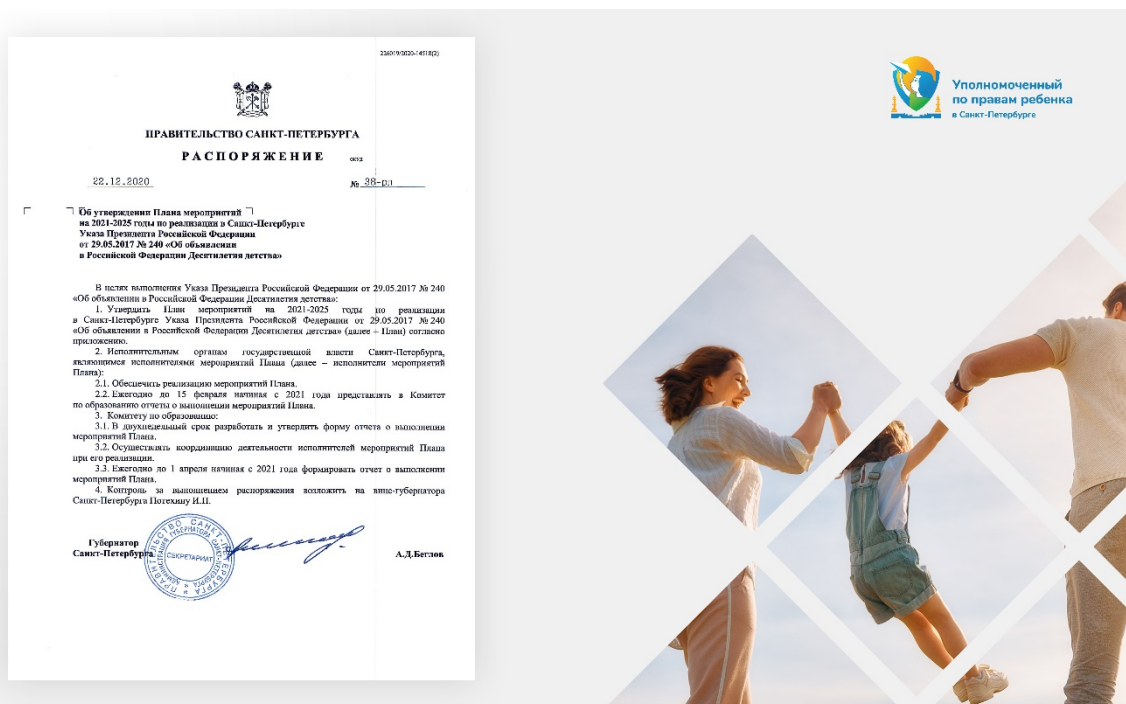 224019/2020-14518(2)
ПРАВИТЕЛЬСТВО САНКТ-ПЕТЕРБУРГА
РАСПОРЯЖЕНИЕ
окуд
22.12.2020
№ 38-рп
Об утверждении Плана мероприятий
на 2021-2025 годы по реализации в Санкт-Петербурге
Указа Президента Российской Федерации
от 29.05.2017 № 240 «Об объявлении
в Российской Федерации Десятилетия детства»
В целях выполнения Указа Президента Российской Федерации от 29.05.2017 № 240
«Об объявлении в Российской Федерации Десятилетия детства»:
1. Утвердить План мероприятий на 2021-2025 годы по реализации
в Санкт-Петербурге Указа Президента Российской Федерации от 29.05.2017 № 240
«Об объявлении в Российской Федерации Десятилетия детства» (далее – План) согласно
приложению.
2. Исполнительным органам государственной власти Санкт-Петербурга,
являющимся исполнителями мероприятий Плана (далее – исполнители мероприятий
Плана):
2.1. Обеспечить реализацию мероприятий Плана.
2.2. Ежегодно до 15 февраля начиная с 2021 года представлять в Комитет
по образованию отчеты о выполнении мероприятий Плана.
3. Комитету по образованию:
3.1. В двухнедельный срок разработать и утвердить форму отчета о выполнении
мероприятий Плана.
3.2. Осуществлять координацию деятельности исполнителей мероприятий Плана
при его реализации.
3.3. Ежегодно до 1 апреля начиная с 2021 года формировать отчет о выполнении
мероприятий Плана.
4. Контроль за выполнением распоряжения возложить на вице-губернатора
Санкт-Петербурга Потехину И.П.
Губернатор
Санкт-Петербурга
А.Д.Беглов
СЕКРЕТАРИАТ
Уполномоченный
по правам ребенка
в Санкт-Петербурге